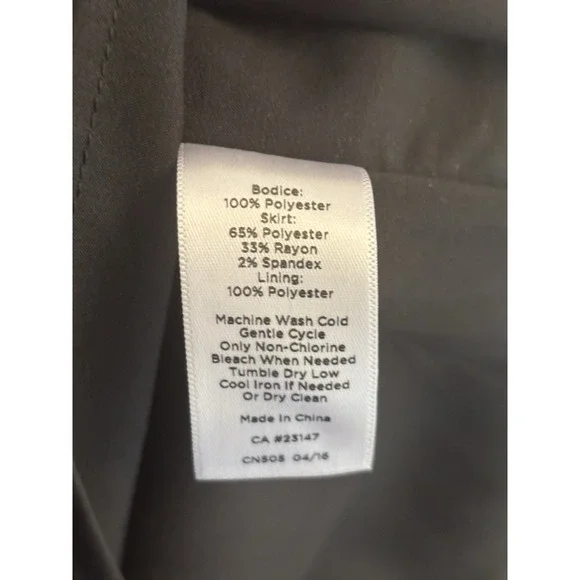 Bodice:
100% Polyester
Skirt:
65% Polyester
33% Rayon
2% Spandex
Lining:
100% Polyester
Machine Wash Cold
Gentle Cycle
Only Non-Chlorine
Bleach When Needed
Tumble Dry Low
Cool Iron If Needed
Or Dry Clean
Made In China
CA #23147
CN505 04/16